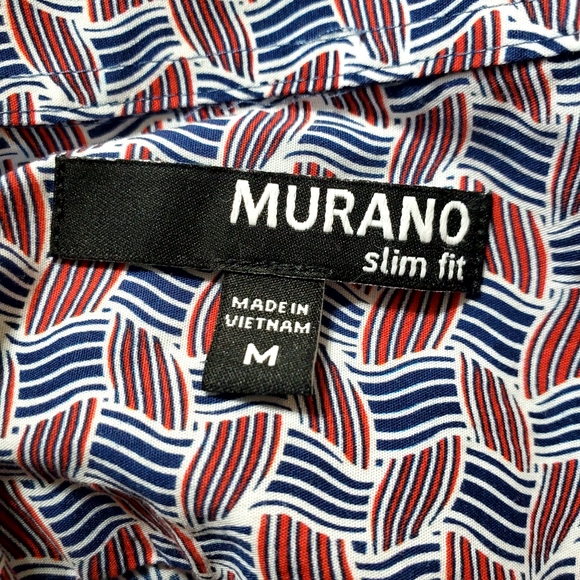 MURANO
slim fit
MADE IN
VIETNAM
M